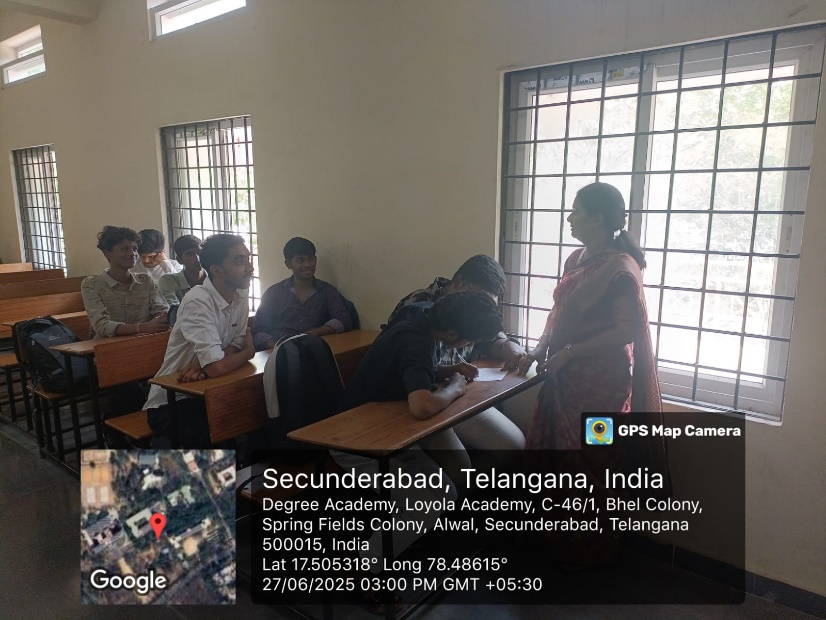 GPS Map Camera
Secunderabad, Telangana, India
Degree Academy, Loyola Academy, C-46/1, Bhel Colony,
Spring Fields Colony, Alwal, Secunderabad, Telangana
500015, India
Lat 17.505318° Long 78.48615°
27/06/2025 03:00 PM GMT +05:30
Google